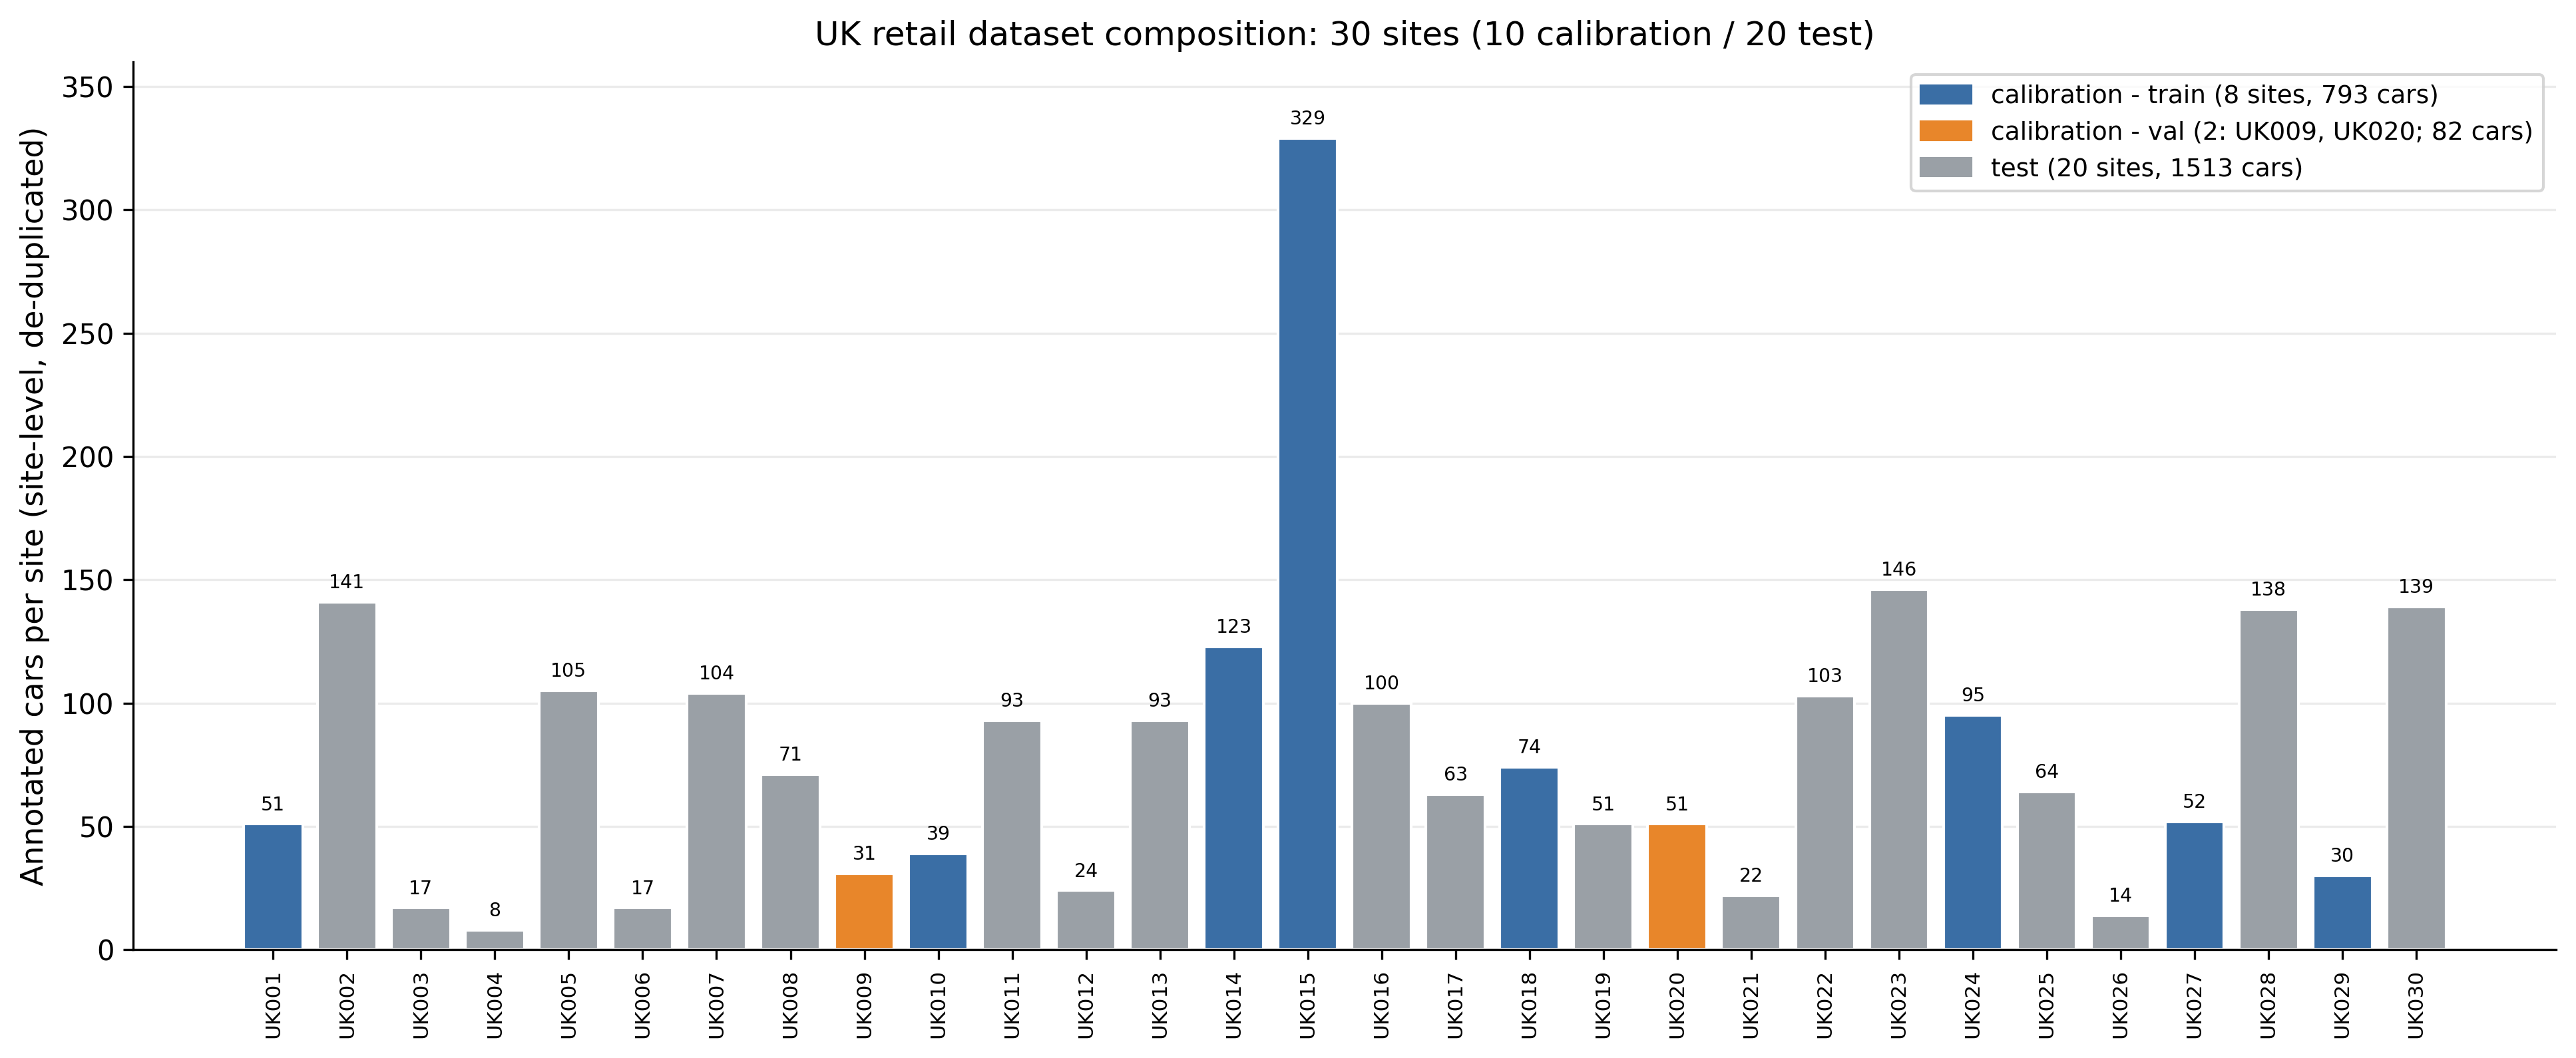 UK retail dataset composition: 30 sites (10 calibration / 20 test)
calibration - train (8 sites, 793 cars)
calibration - val (2: UK009, UK020; 82 cars)
test (20 sites, 1513 cars)
Annotated cars per site (site-level, de-duplicated)
350
300
250
200
150
100
50
0
51
141
17
8
105
17
104
71
31
39
93
24
93
123
329
100
63
74
51
51
22
103
146
95
64
14
52
138
30
139
UK001
UK002
UK003
UK004
UK005
UK006
UK007
UK008
UK009
UK010
UK011
UK012
UK013
UK014
UK015
UK016
UK017
UK018
UK019
UK020
UK021
UK022
UK023
UK024
UK025
UK026
UK027
UK028
UK029
UK030